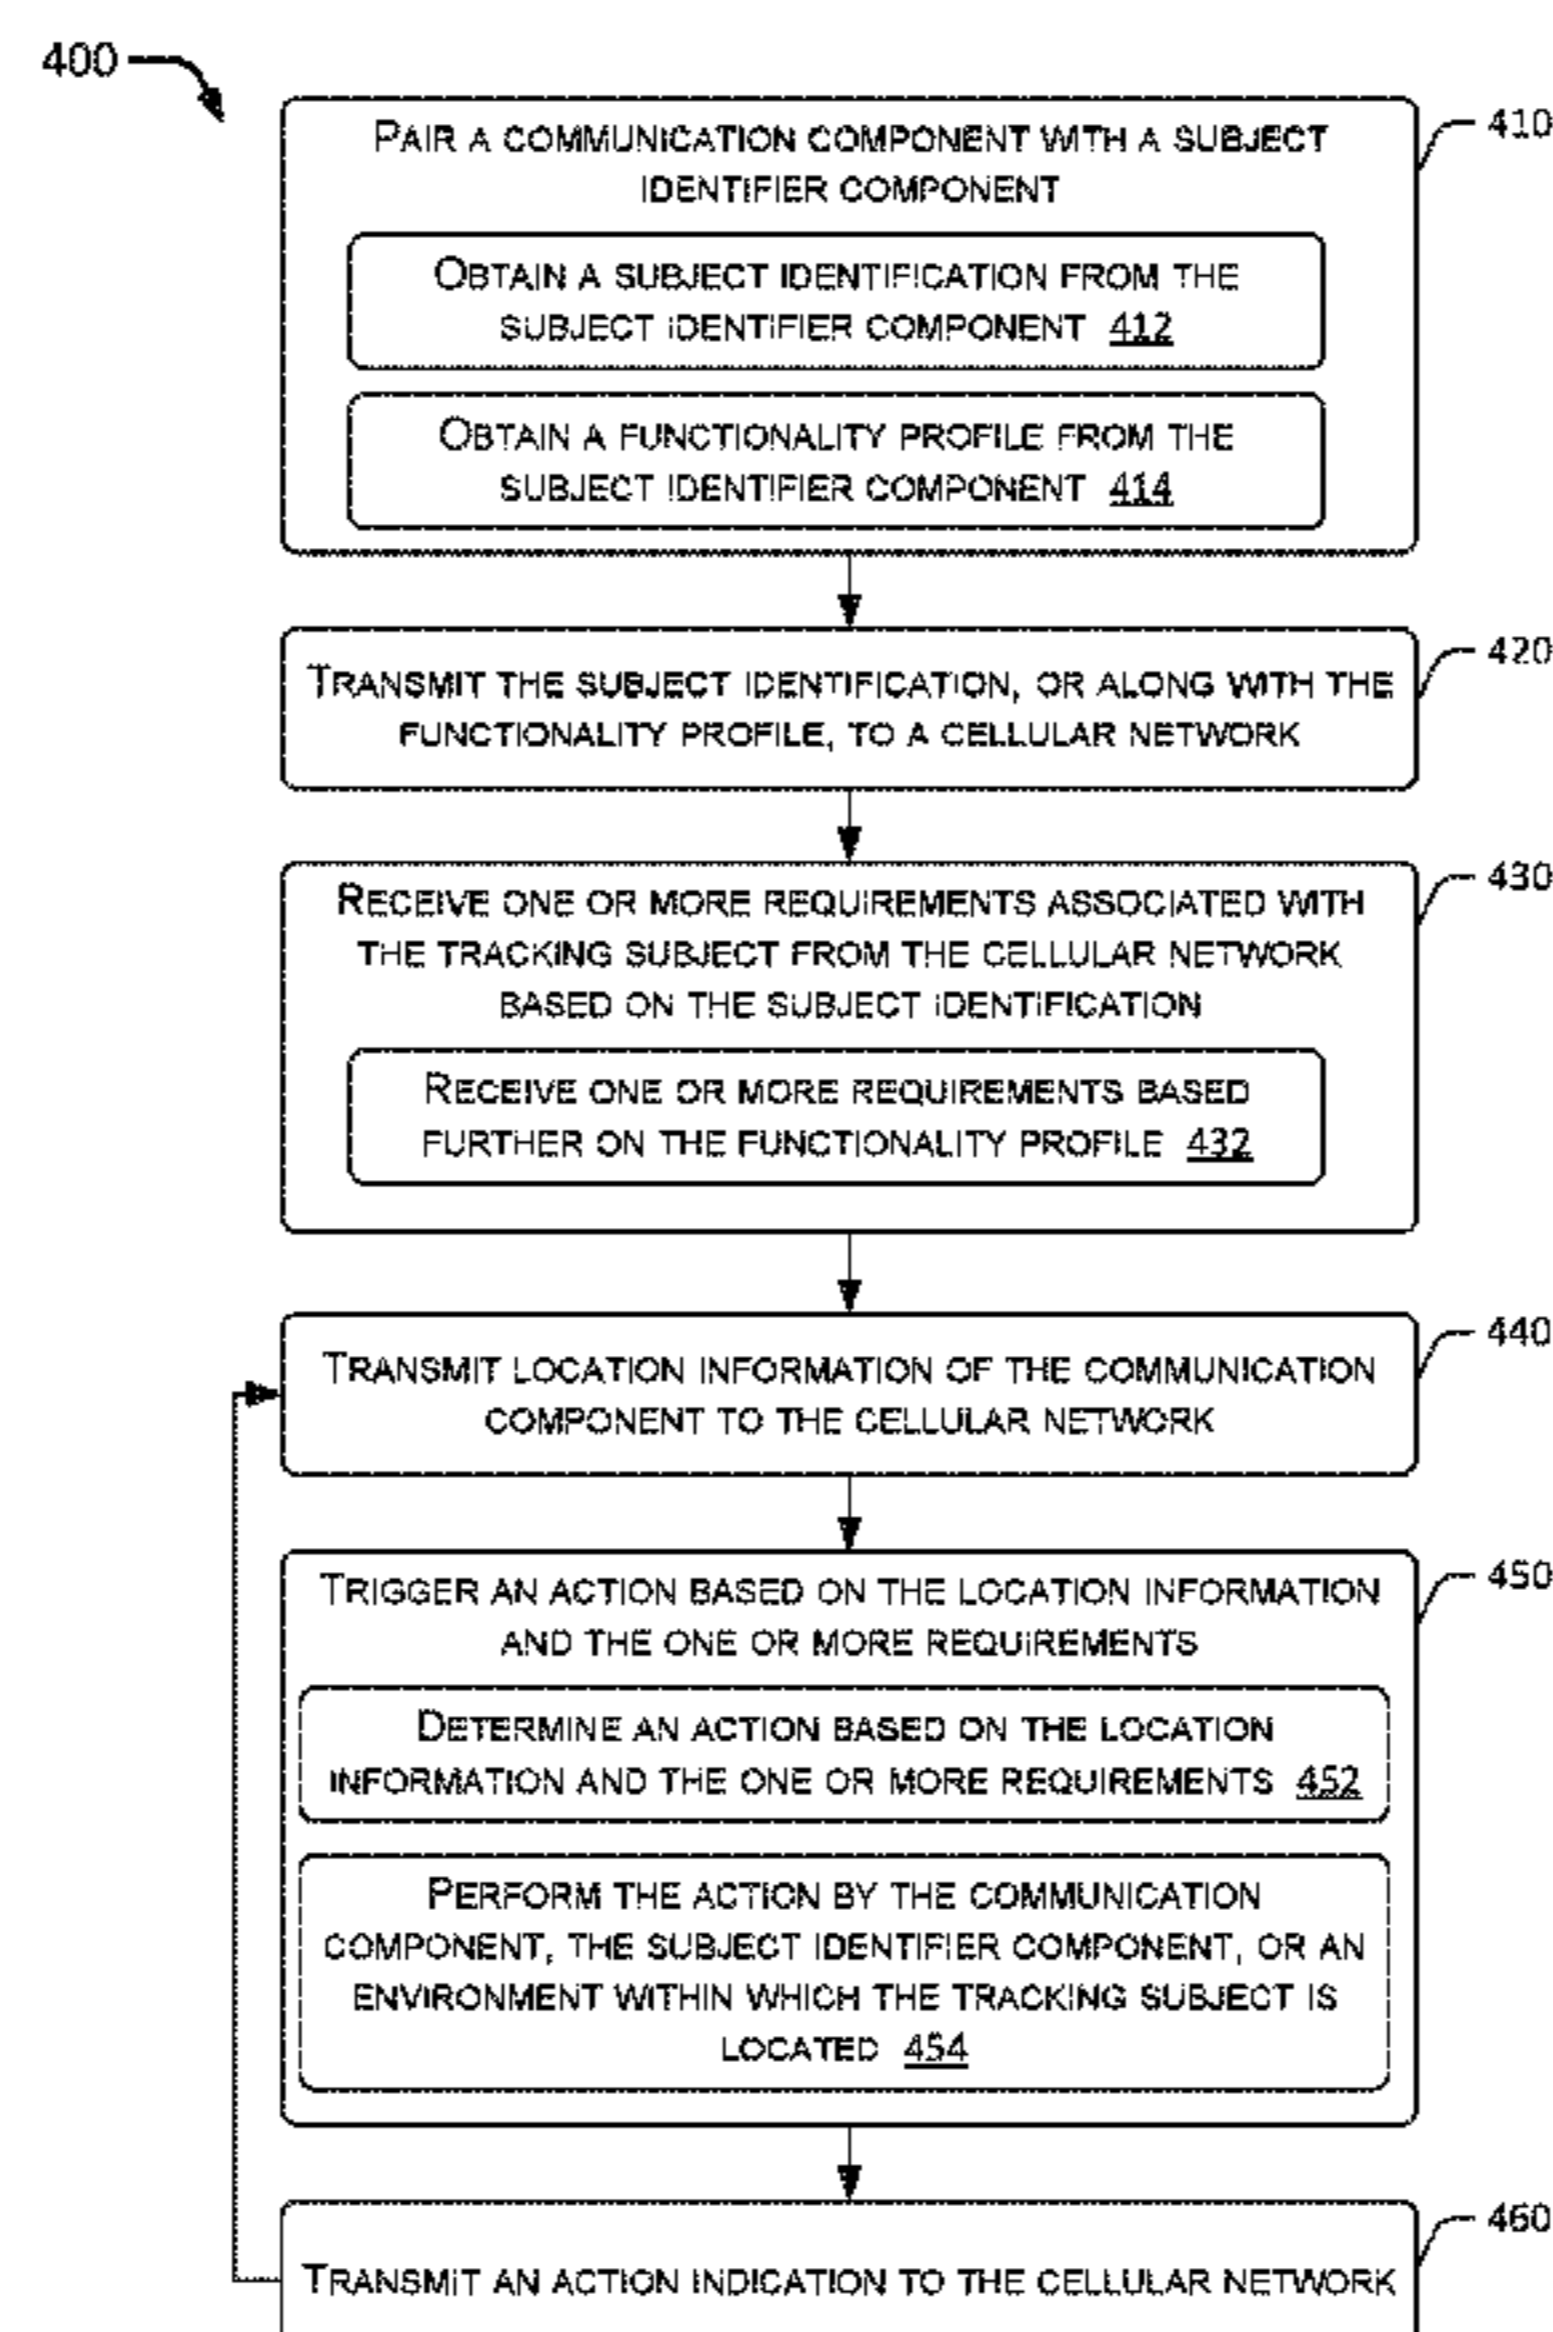 400
410
PAIR A COMMUNICATION COMPONENT WITH A SUBJECT
IDENTIFIER COMPONENT
OBTAIN A SUBJECT IDENTIFICATION FROM THE
SUBJECT IDENTIFIER COMPONENT 412
OBTAIN A FUNCTIONALITY PROFILE FROM THE
SUBJECT IDENTIFIER COMPONENT 414
420
TRANSMIT THE SUBJECT IDENTIFICATION, OR ALONG WITH THE
FUNCTIONALITY PROFILE, TO A CELLULAR NETWORK
430
RECEIVE ONE OR MORE REQUIREMENTS ASSOCIATED WITH
THE TRACKING SUBJECT FROM THE CELLULAR NETWORK
BASED ON THE SUBJECT IDENTIFICATION
RECEIVE ONE OR MORE REQUIREMENTS BASED
FURTHER ON THE FUNCTIONALITY PROFILE 432
440
TRANSMIT LOCATION INFORMATION OF THE COMMUNICATION
COMPONENT TO THE CELLULAR NETWORK
450
TRIGGER AN ACTION BASED ON THE LOCATION INFORMATION
AND THE ONE OR MORE REQUIREMENTS
DETERMINE AN ACTION BASED ON THE LOCATION
INFORMATION AND THE ONE OR MORE REQUIREMENTS 452
PERFORM THE ACTION BY THE COMMUNICATION
COMPONENT, THE SUBJECT IDENTIFIER COMPONENT, OR AN
ENVIRONMENT WITHIN WHICH THE TRACKING SUBJECT IS
LOCATED 454
460
TRANSMIT AN ACTION INDICATION TO THE CELLULAR NETWORK